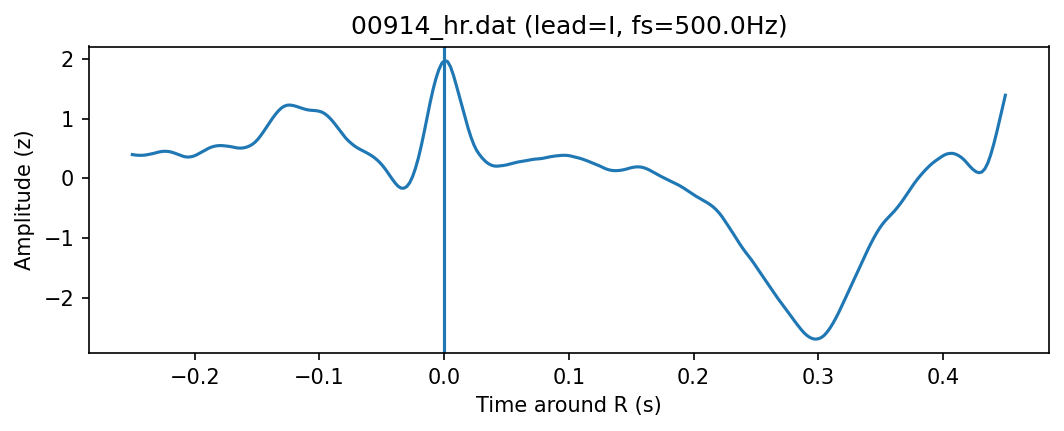 00914_hr.dat (lead=I, fs=500.0Hz)
Amplitude (z)
2
1
0
−1
−2
−0.2 −0.1 0.0 0.1 0.2 0.3 0.4
Time around R (s)